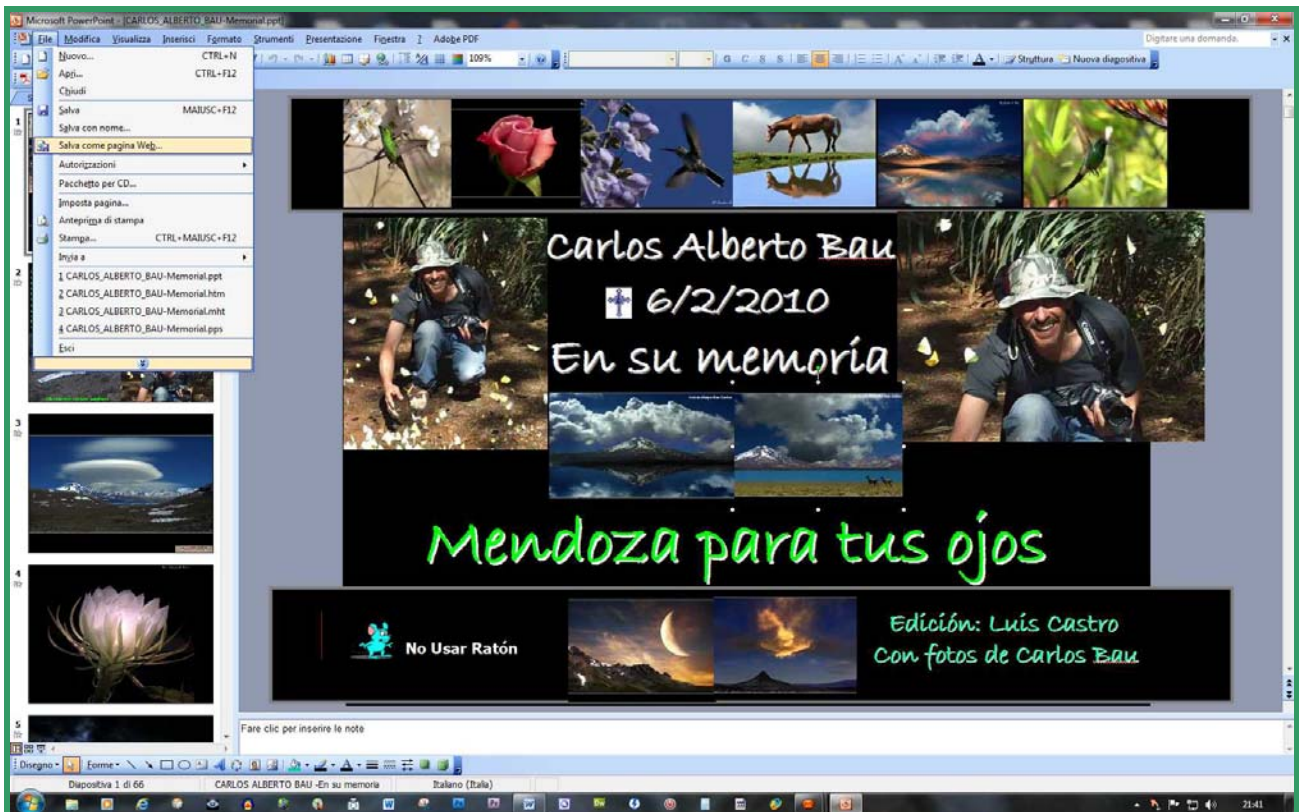 Microsoft PowerPoint - [CARLOS_ALBERTO_BAU-Memorial.ppt]
File Modifica Visualizza Inserisci Formato Strumenti Presentazione Finestra ? Adobe PDF
Digitare una domanda.
109%
G C S S
Struttura Nuova diapositiva
Nuovo... CTRL+N
Apri... CTRL+F12
Chiudi
Salva MAIUSC+F12
Salva con nome...
Salva come pagina Web...
Autorizzazioni
Pacchetto per CD...
Imposta pagina...
Anteprima di stampa
Stampa... CTRL+MAIUSC+F12
Invia a
1 CARLOS_ALBERTO_BAU-Memorial.ppt
2 CARLOS_ALBERTO_BAU-Memorial.htm
3 CARLOS_ALBERTO_BAU-Memorial.mht
4 CARLOS_ALBERTO_BAU-Memorial.pps
Esci
1
2
3
4
5
Carlos Alberto Bau
6/2/2010
En su memoria
Mendoza para tus ojos
No Usar Ratón
Edición: Luis Castro
Con fotos de Carlos Bau
Fare clic per inserire le note
Disegno Forme
Diapositiva 1 di 66
CARLOS ALBERTO BAU -En su memoria
Italiano (Italia)
21:41